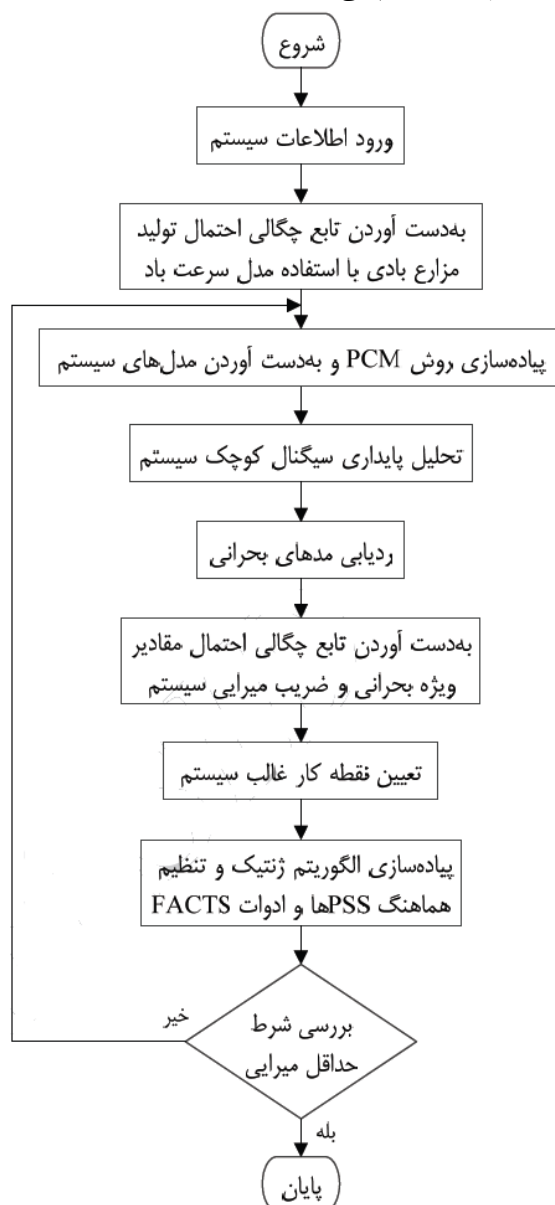 شروع
ورود اطلاعات سیستم
به‌دست آوردن تابع چگالی احتمال تولید
مزارع بادی با استفاده مدل سرعت باد
پیاده‌سازی روش PCM و به‌دست آوردن مدل‌های سیستم
تحلیل پایداری سیگنال کوچک سیستم
ردیابی مدهای بحرانی
به‌دست آوردن تابع چگالی احتمال مقادیر
ویژه بحرانی و ضریب میرایی سیستم
تعیین نقطه کار غالب سیستم
پیاده‌سازی الگوریتم ژنتیک و تنظیم
هماهنگ PSSها و ادوات FACTS
خیر
بررسی شرط
حداقل میرایی
بله
پایان